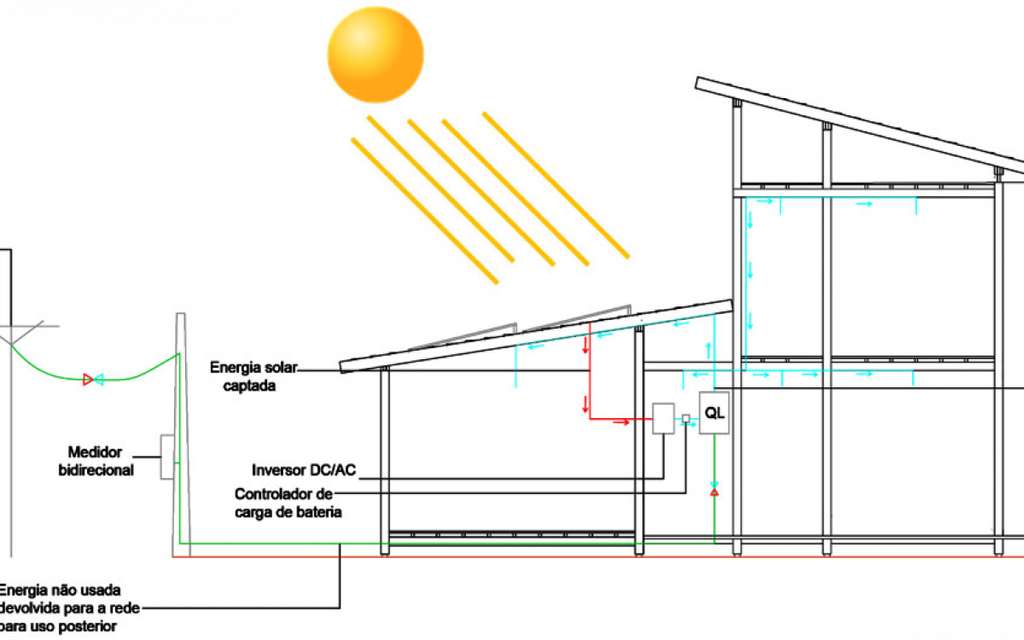 Energia solar
captada
QL
Medidor
bidirecional
Inversor DC/AC
Controlador de
carga de bateria
Energia não usada
devolvida para a rede
para uso posterior